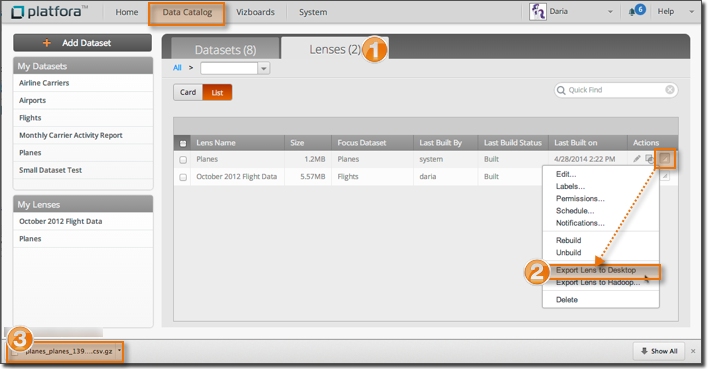 platfora™ Home Data Catalog Vizboards System Daria 6 Help
+ Add Dataset
My Datasets
Airline Carriers
Airports
Flights
Monthly Carrier Activity Report
Planes
Small Dataset Test
My Lenses
October 2012 Flight Data
Planes
Datasets (8) Lenses (2) 1
All >
Card List
Quick Find
Lens Name Size Focus Dataset Last Built By Last Build Status Last Built on Actions
Planes 1.2MB Planes system Built 4/28/2014 2:22 PM
October 2012 Flight Data 5.57MB Flights daria Built
Edit...
Labels...
Permissions...
Schedule...
Notifications...
Rebuild
Unbuild
2 Export Lens to Desktop
Export Lens to Hadoop...
Delete
3
planes_planes_139....csv.gz
Show All